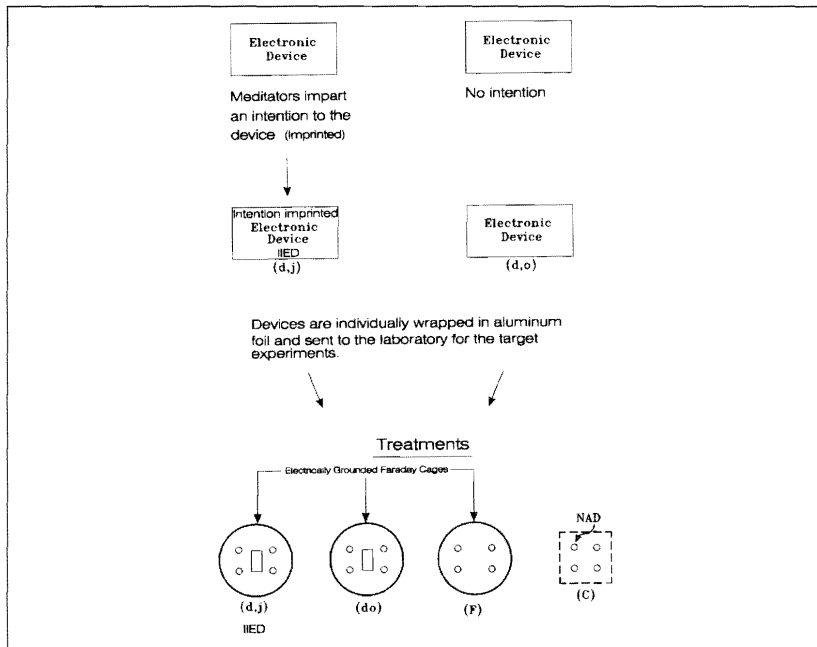 Electronic
Device
Electronic
Device
Meditators impart
an intention to the
device (Imprinted)
No intention
Intention imprinted
Electronic
Device
IIED
(d,j)
Electronic
Device
(d,o)
Devices are individually wrapped in aluminum
foil and sent to the laboratory for the target
experiments.
Treatments
Electrically Grounded Faraday Cages
NAD
(d,j)
(do)
(F)
(C)
IIED